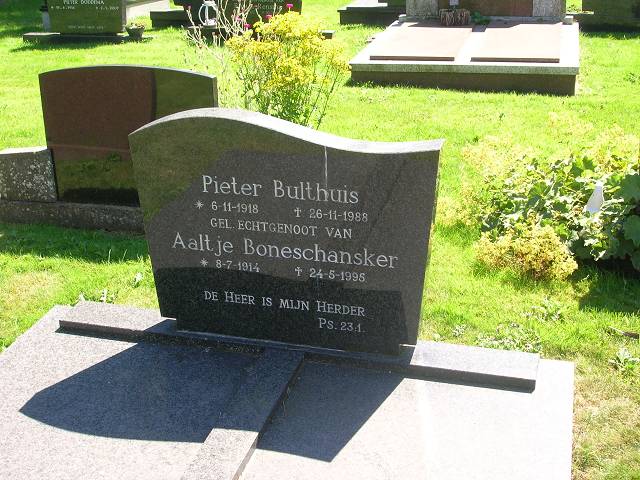 Pieter Bulthuis
* 6-11-1918 † 26-11-1988
GEL. ECHTGENOOT VAN
Aaltje Boneschansker
* 8-7-1914 † 24-5-1995
DE HEER IS MIJN HERDER
PS. 23:1.